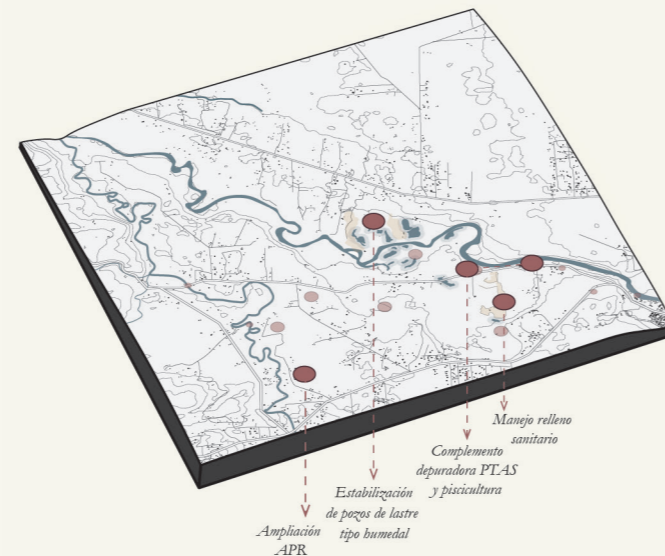 Manejo relleno
sanitario
Complemento
depuradora PTAS
y piscicultura
Estabilización
de pozos de lastre
tipo humedal
Ampliación
APR